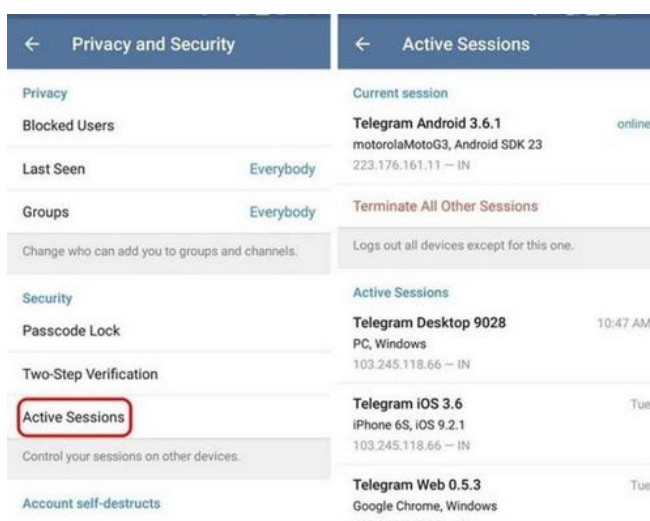 Privacy and Security
Privacy
Blocked Users
Last Seen Everybody
Groups Everybody
Change who can add you to groups and channels.
Security
Passcode Lock
Two-Step Verification
Active Sessions
Control your sessions on other devices.
Account self-destructs
Active Sessions
Current session
Telegram Android 3.6.1 online
motorolaMotoG3, Android SDK 23
223.176.161.11 — IN
Terminate All Other Sessions
Logs out all devices except for this one.
Active Sessions
Telegram Desktop 9028 10:47 AM
PC, Windows
103.245.118.66 — IN
Telegram iOS 3.6 Tue
iPhone 6S, iOS 9.2.1
103.245.118.66 — IN
Telegram Web 0.5.3 Tue
Google Chrome, Windows